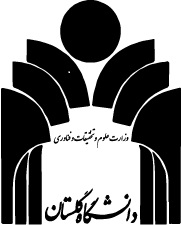 وزارت علوم و تحقیقات و فناوری
دانشگاه گلستان